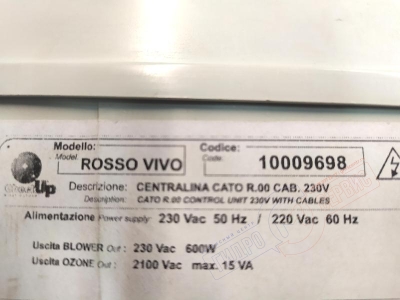 Modello: Codice:
Model ROSSO VIVO Code 10009698
Up
Descrizione: CENTRALINA CATO R.00 CAB. 230V
Description: CATO R.00 CONTROL UNIT 230V WITH CABLES
Alimentazione Power supply: 230 Vac 50 Hz / 220 Vac 60 Hz
Uscita BLOWER Out : 230 Vac 600W
Uscita OZONE Out : 2100 Vac max. 15 VA